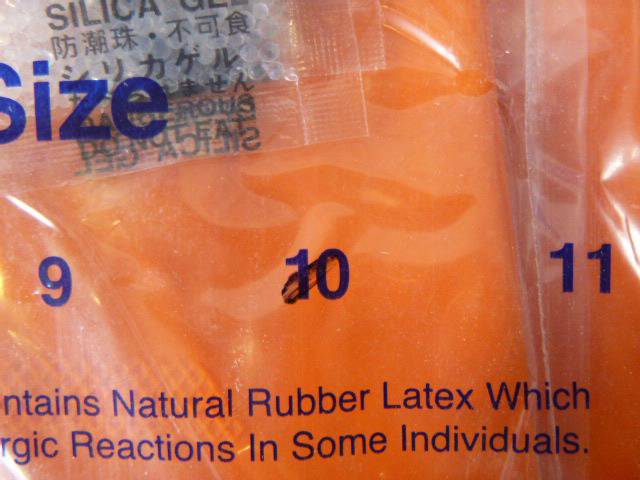 SILICA GEL
防潮珠・不可食
シリカゲル
Size
9 10 11
ntains Natural Rubber Latex Which
rgic Reactions In Some Individuals.